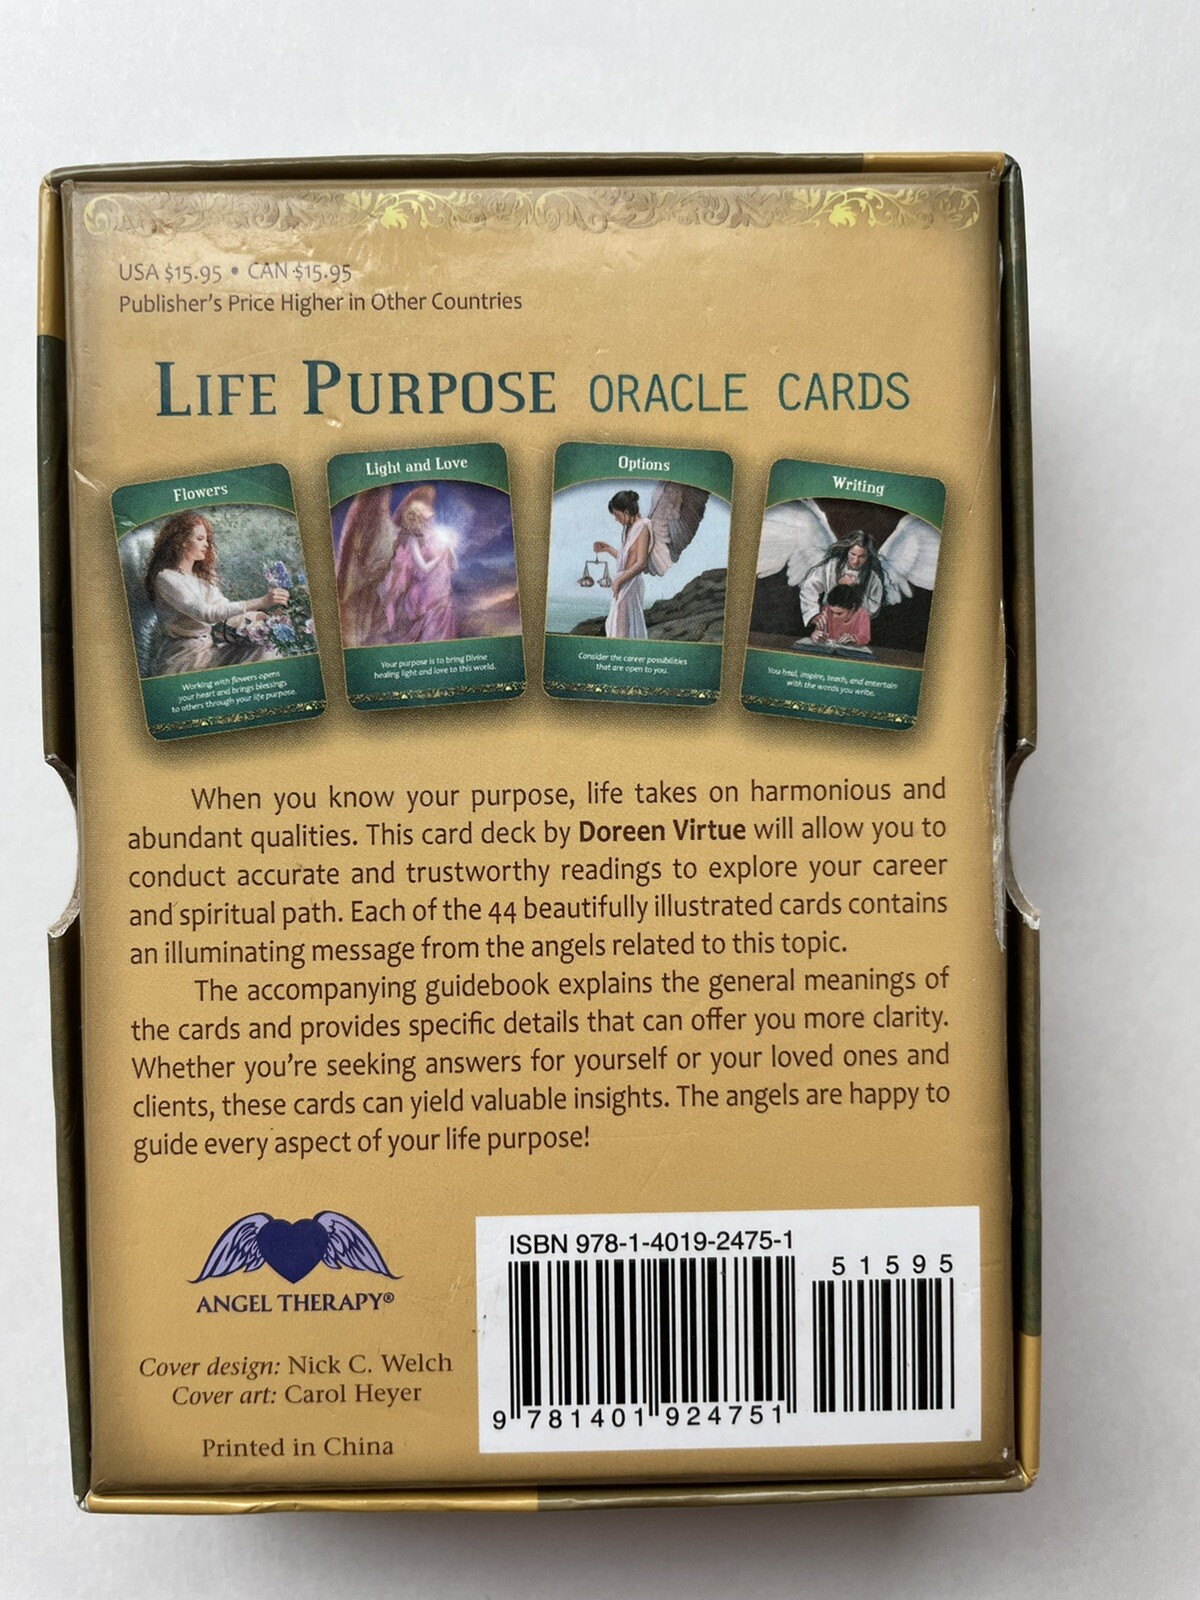 USA $15.95 • CAN $15.95
Publisher's Price Higher in Other Countries
LIFE PURPOSE ORACLE CARDS
Flowers
Working with flowers opens
your heart and brings blessings
to others through your life purpose.
Light and Love
Your purpose is to bring Divine
healing light and love to this world.
Options
Consider the career possibilities
that are open to you.
Writing
You heal, inspire, teach, and entertain
with the words you write.
When you know your purpose, life takes on harmonious and
abundant qualities. This card deck by Doreen Virtue will allow you to
conduct accurate and trustworthy readings to explore your career
and spiritual path. Each of the 44 beautifully illustrated cards contains
an illuminating message from the angels related to this topic.
The accompanying guidebook explains the general meanings of
the cards and provides specific details that can offer you more clarity.
Whether you're seeking answers for yourself or your loved ones and
clients, these cards can yield valuable insights. The angels are happy to
guide every aspect of your life purpose!
ANGEL THERAPY®
Cover design: Nick C. Welch
Cover art: Carol Heyer
Printed in China
ISBN 978-1-4019-2475-1
51595
9 781401 924751